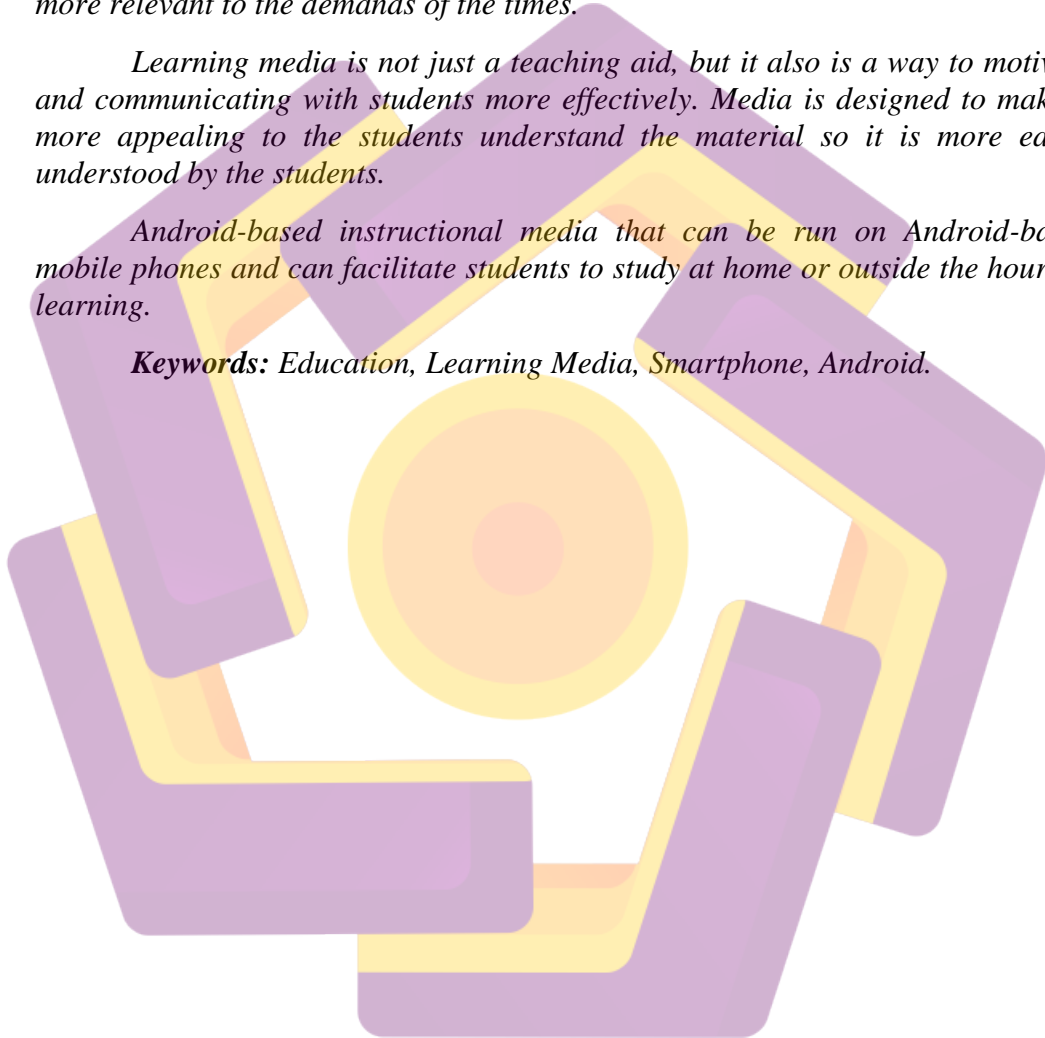 more relevant to the demands of the times.
Learning media is not just a teaching aid, but it also is a way to motiv
and communicating with students more effectively. Media is designed to mak
more appealing to the students understand the material so it is more ea
understood by the students.
Android-based instructional media that can be run on Android-ba
mobile phones and can facilitate students to study at home or outside the hour
learning.
Keywords: Education, Learning Media, Smartphone, Android.